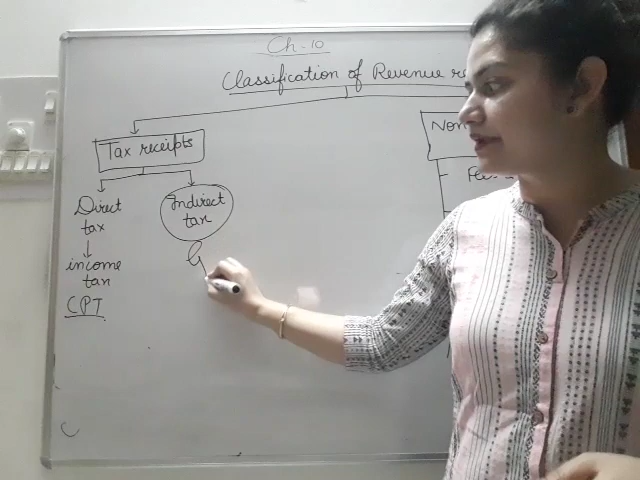 Ch-10
Classification of Revenue re
Tax receipts
Non
Direct
tax
Indirect
tax
income
tax
CPT
G